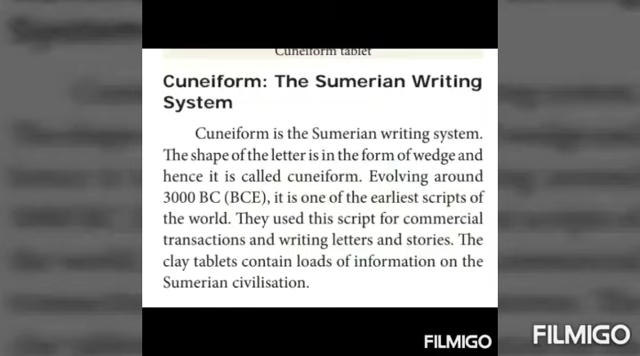 Cuneiform tablet
Cuneiform: The Sumerian Writing
System
Cuneiform is the Sumerian writing system.
The shape of the letter is in the form of wedge and
hence it is called cuneiform. Evolving around
3000 BC (BCE), it is one of the earliest scripts of
the world. They used this script for commercial
transactions and writing letters and stories. The
clay tablets contain loads of information on the
Sumerian civilisation.
FILMIGO
FILMIGO